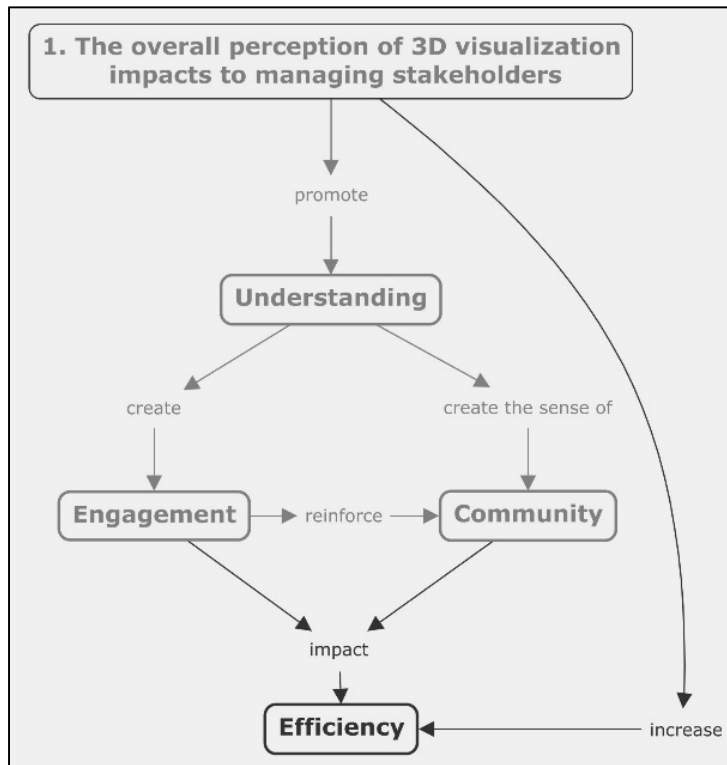 1. The overall perception of 3D visualization
impacts to managing stakeholders
promote
Understanding
create
create the sense of
Engagement
reinforce
Community
impact
Efficiency
increase